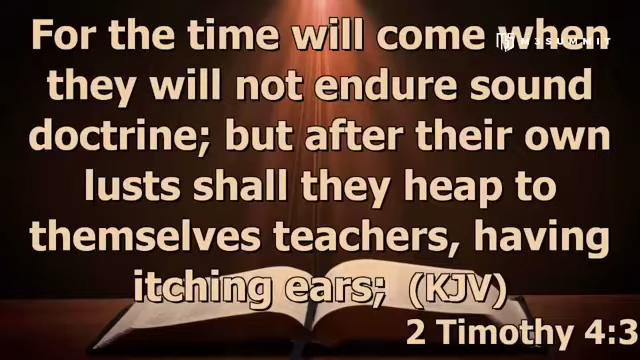 For the time will come when
they will not endure sound
doctrine; but after their own
lusts shall they heap to
themselves teachers, having
itching ears; (KJV)
2 Timothy 4:3